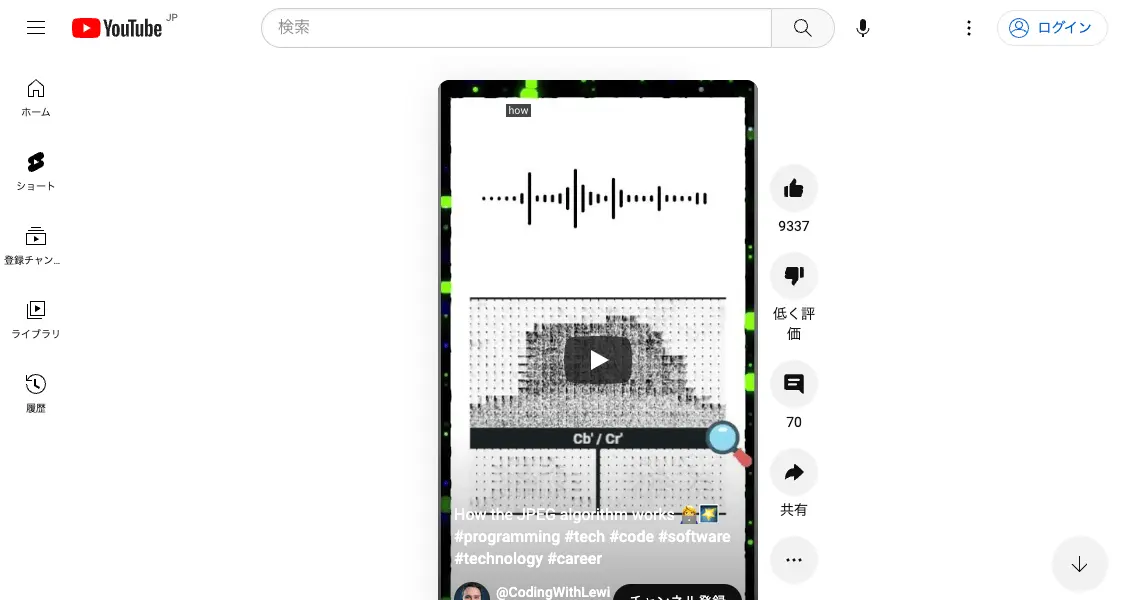 YouTube JP
検索
ログイン
ホーム
ショート
登録チャン...
ライブラリ
履歴
how
Cb' / Cr'
How the JPEG algorithm works
#programming #tech #code #software
#technology #career
@CodingWithLewi
チャンネル登録
9337
低く評
価
70
共有